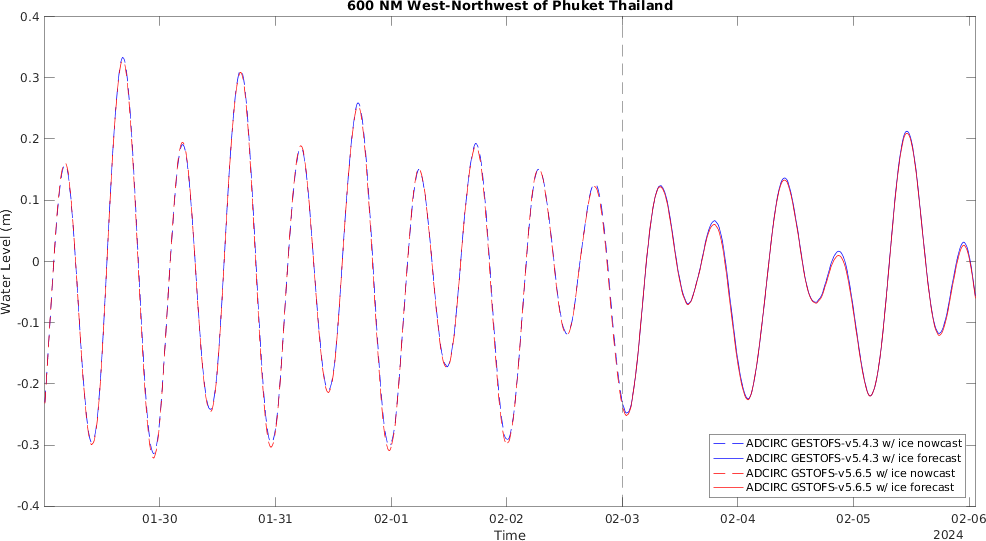 600 NM West-Northwest of Phuket Thailand
Water Level (m)
0.4
0.3
0.2
0.1
0
-0.1
-0.2
-0.3
-0.4
ADCIRC GESTOFS-v5.4.3 w/ ice nowcast
ADCIRC GESTOFS-v5.4.3 w/ ice forecast
ADCIRC GSTOFS-v5.6.5 w/ ice nowcast
ADCIRC GSTOFS-v5.6.5 w/ ice forecast
01-30 01-31 02-01 02-02 02-03 02-04 02-05 02-06
Time
2024